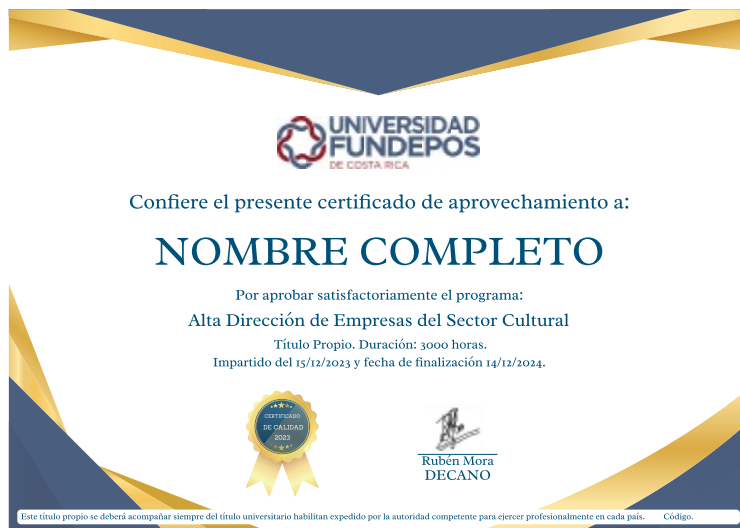 UNIVERSIDAD
FUNDEPOS
DE COSTA RICA
Confiere el presente certificado de aprovechamiento a:
NOMBRE COMPLETO
Por aprobar satisfactoriamente el programa:
Alta Dirección de Empresas del Sector Cultural
Título Propio. Duración: 3000 horas.
Impartido del 15/12/2023 y fecha de finalización 14/12/2024.
CERTIFICADO
DE CALIDAD
2023
Rubén Mora
DECANO
Este título propio se deberá acompañar siempre del título universitario habilitan expedido por la autoridad competente para ejercer profesionalmente en cada país. Código.